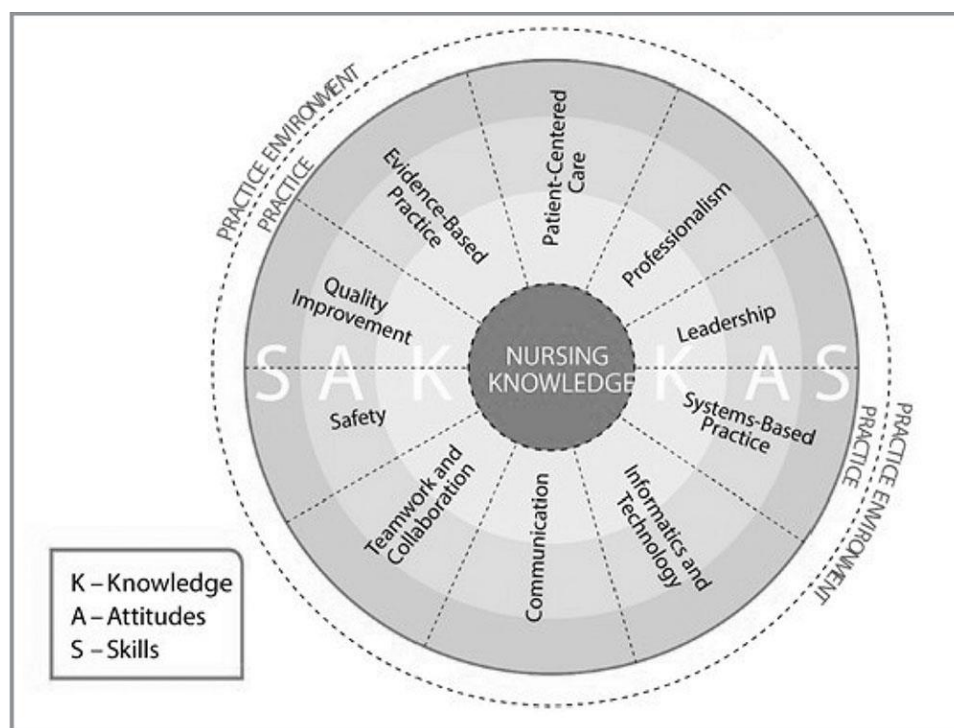 PRACTICE ENVIRONMENT
PRACTICE
Evidence-Based
Practice
Patient-Centered
Care
Professionalism
Quality
Improvement
Leadership
S A K
NURSING
KNOWLEDGE
K A S
Safety
Systems-Based
Practice
Teamwork and
Collaboration
Communication
Informatics and
Technology
PRACTICE
PRACTICE ENVIRONMENT
K – Knowledge
A – Attitudes
S – Skills